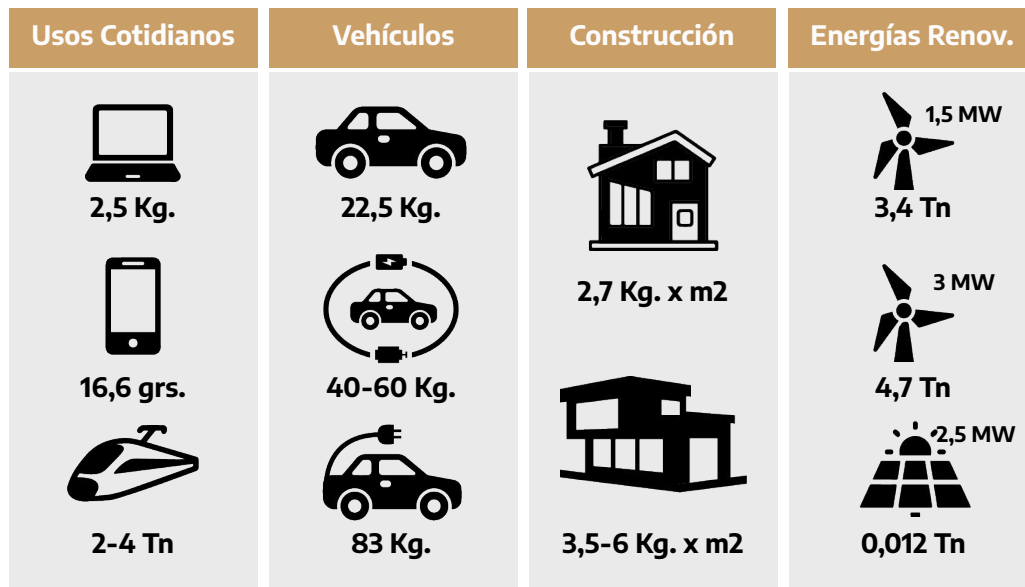 Usos Cotidianos
2,5 Kg.
16,6 grs.
2-4 Tn
Vehículos
22,5 Kg.
40-60 Kg.
83 Kg.
Construcción
2,7 Kg. x m2
3,5-6 Kg. x m2
Energías Renov.
1,5 MW
3,4 Tn
3 MW
4,7 Tn
2,5 MW
0,012 Tn